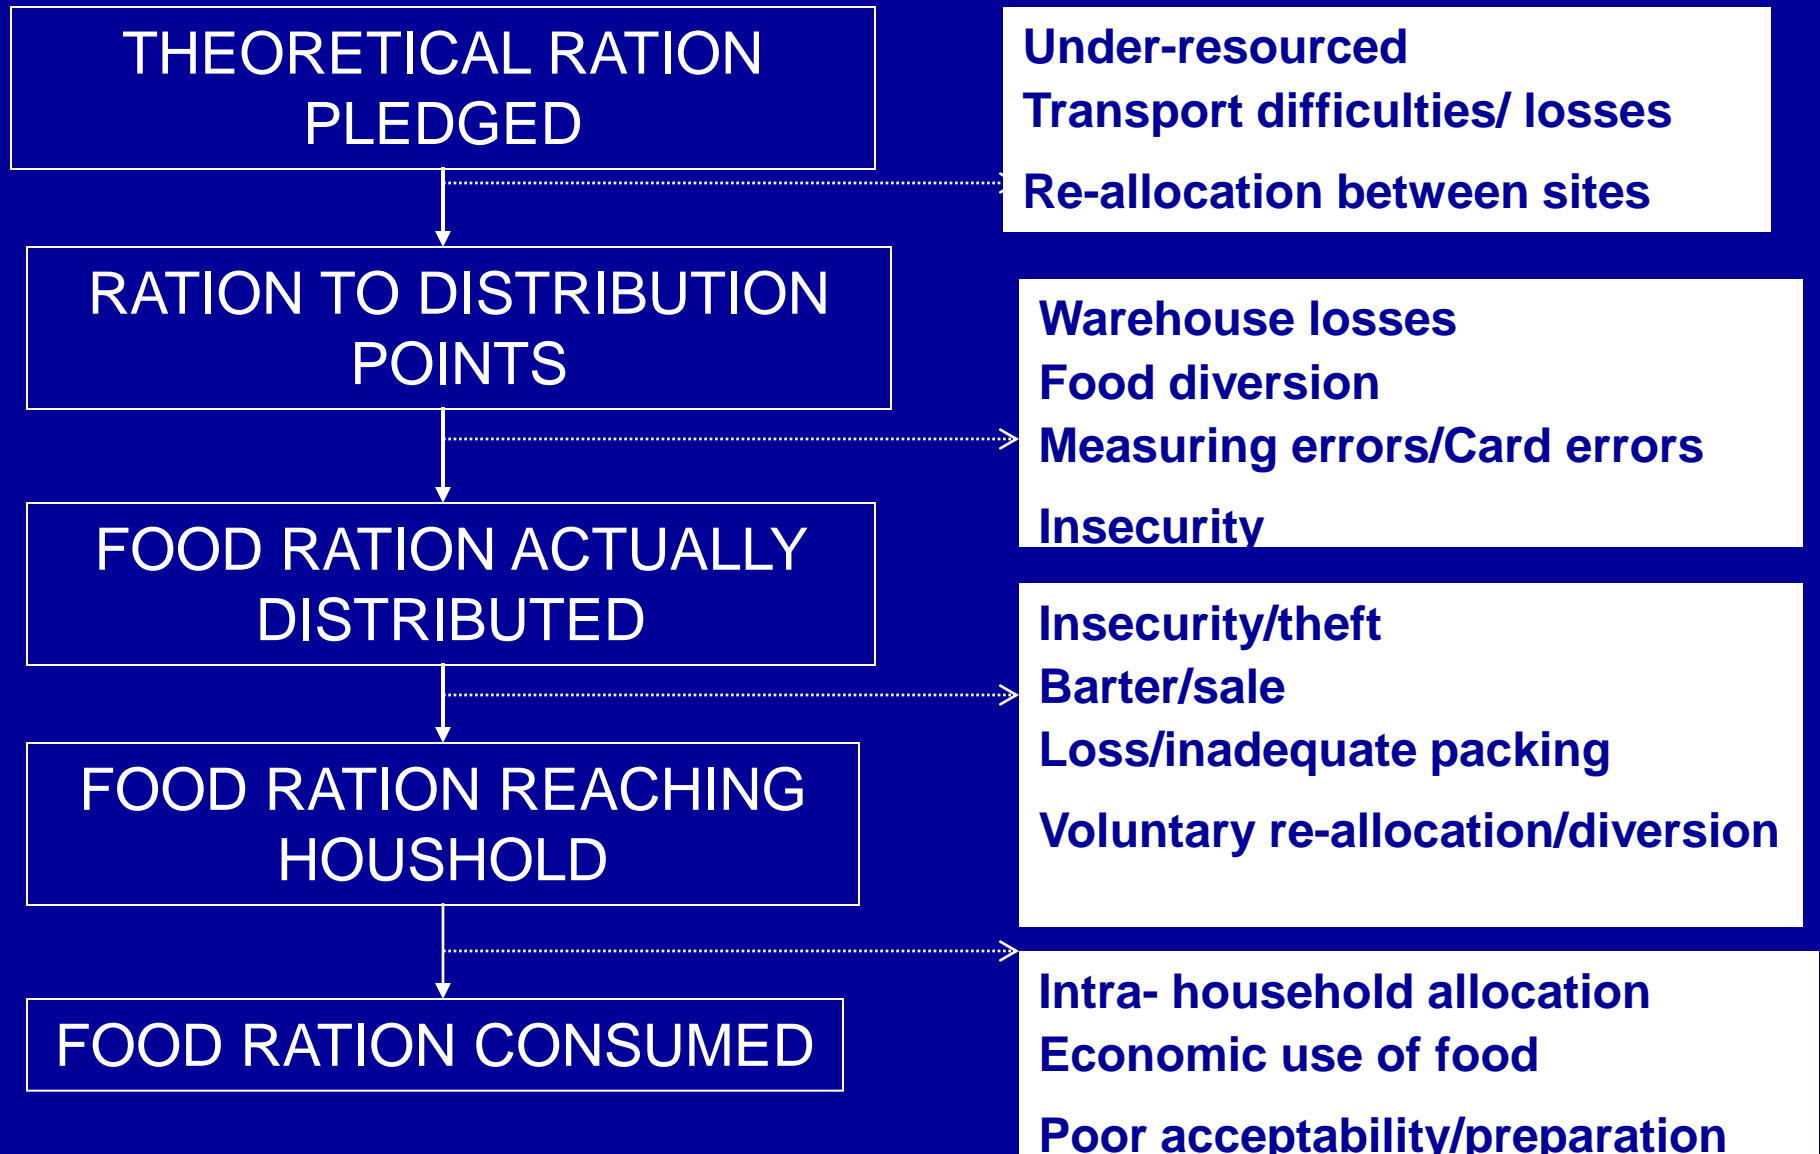 THEORETICAL RATION
PLEDGED
Under-resourced
Transport difficulties/ losses
Re-allocation between sites
RATION TO DISTRIBUTION
POINTS
Warehouse losses
Food diversion
Measuring errors/Card errors
Insecurity
FOOD RATION ACTUALLY
DISTRIBUTED
Insecurity/theft
Barter/sale
Loss/inadequate packing
Voluntary re-allocation/diversion
FOOD RATION REACHING
HOUSHOLD
Intra- household allocation
Economic use of food
Poor acceptability/preparation
FOOD RATION CONSUMED